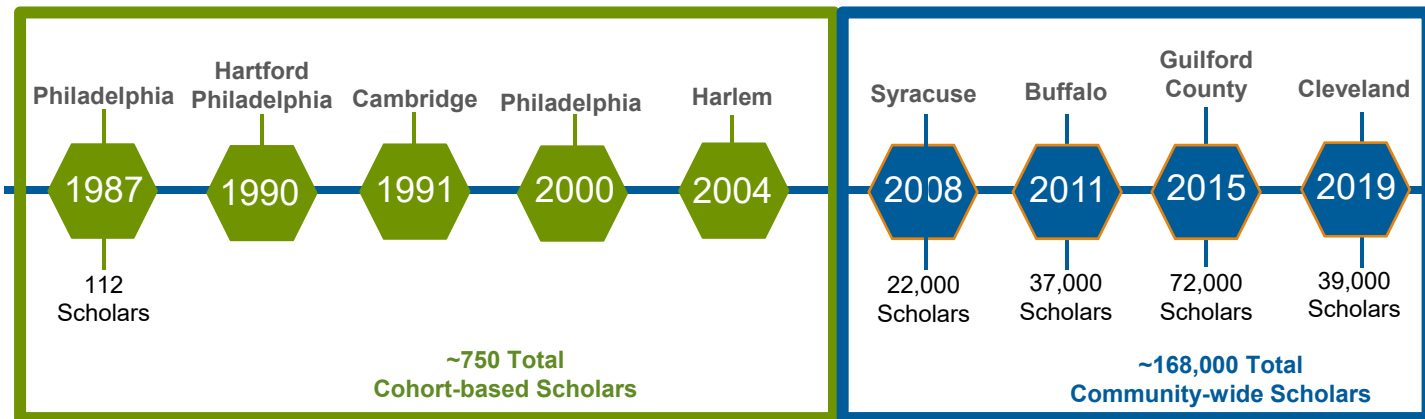 Philadelphia
1987
112
Scholars
Hartford
Philadelphia
1990
Cambridge
1991
Philadelphia
2000
Harlem
2004
~750 Total
Cohort-based Scholars
Syracuse
2008
22,000
Scholars
Buffalo
2011
37,000
Scholars
Guilford
County
2015
72,000
Scholars
Cleveland
2019
39,000
Scholars
~168,000 Total
Community-wide Scholars